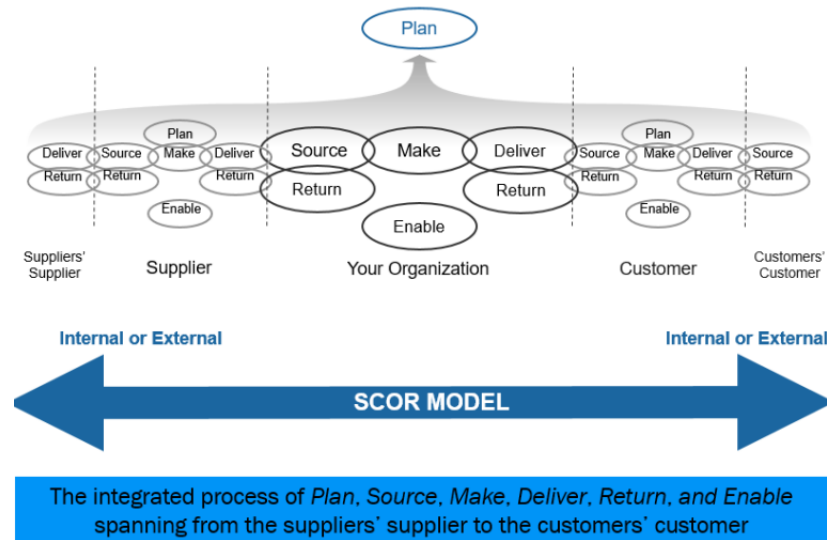 Plan
Plan
Plan
Deliver
Source
Make
Deliver
Source
Make
Deliver
Source
Make
Deliver
Source
Return
Return
Return
Return
Return
Return
Return
Return
Enable
Enable
Enable
Suppliers'
Supplier
Supplier
Your Organization
Customer
Customers'
Customer
Internal or External
Internal or External
SCOR MODEL
The integrated process of Plan, Source, Make, Deliver, Return, and Enable
spanning from the suppliers' supplier to the customers' customer